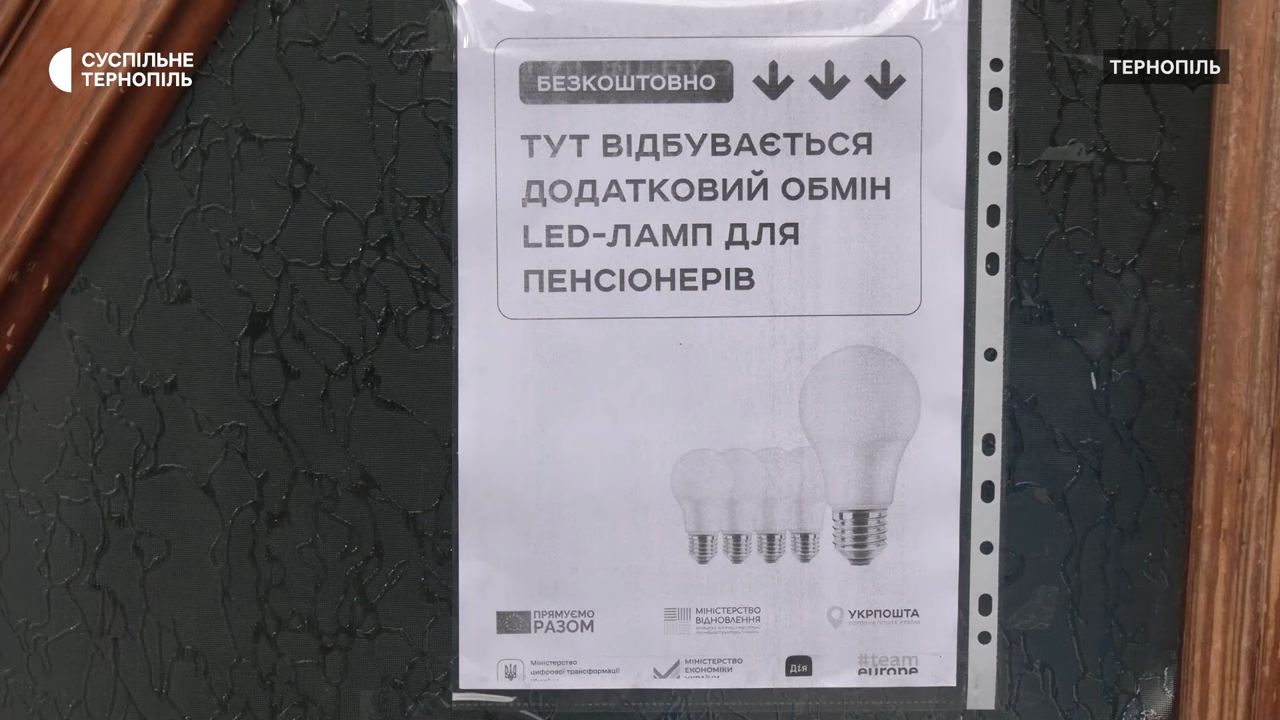 СУСПІЛЬНЕ
ТЕРНОПІЛЬ
ТЕРНОПІЛЬ
БЕЗКОШТОВНО
ТУТ ВІДБУВАЄТЬСЯ
ДОДАТКОВИЙ ОБМІН
LED-ЛАМП ДЛЯ
ПЕНСІОНЕРІВ
ПРЯМУЄМО
РАЗОМ
МІНІСТЕРСТВО
ВІДНОВЛЕННЯ
УКРПОШТА
Міністерство
цифрової трансформації
МІНІСТЕРСТВО
ЕКОНОМІКИ
Дія
#team
europe